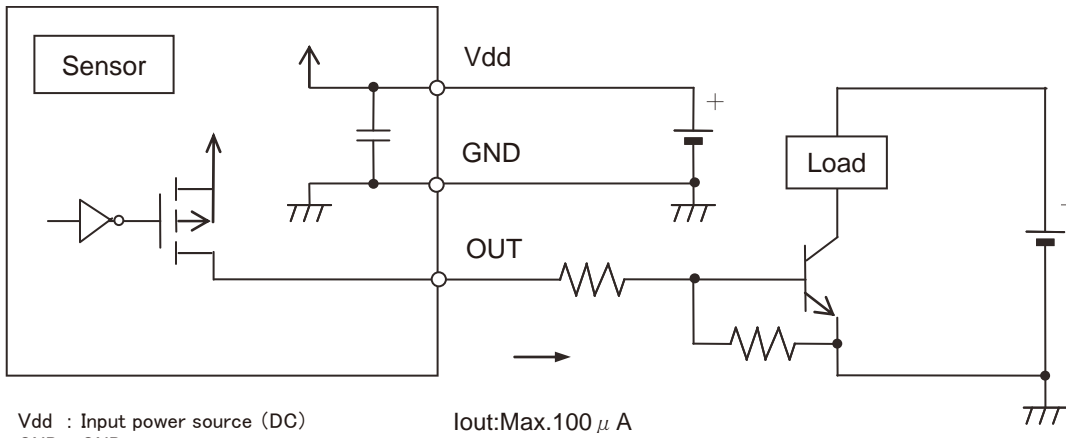 Sensor
Vdd
+
GND
Load
OUT
Vdd : Input power source (DC)
Iout:Max.100 μ A